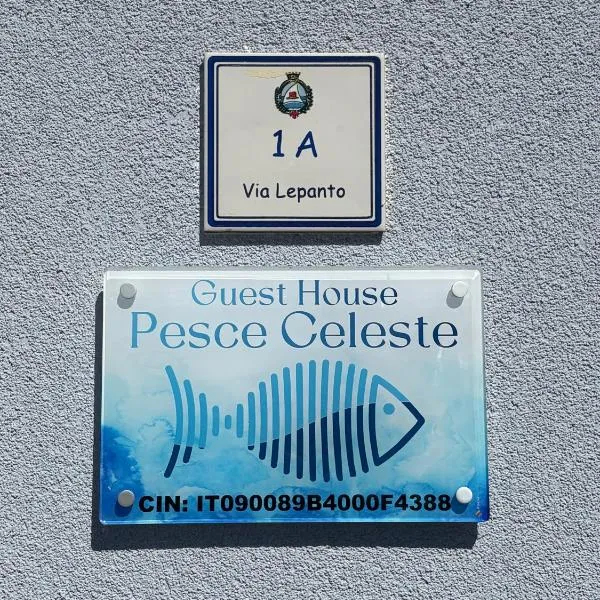 1 A
Via Lepanto
Guest House
Pesce Celeste
CIN: IT090089B4000F4388